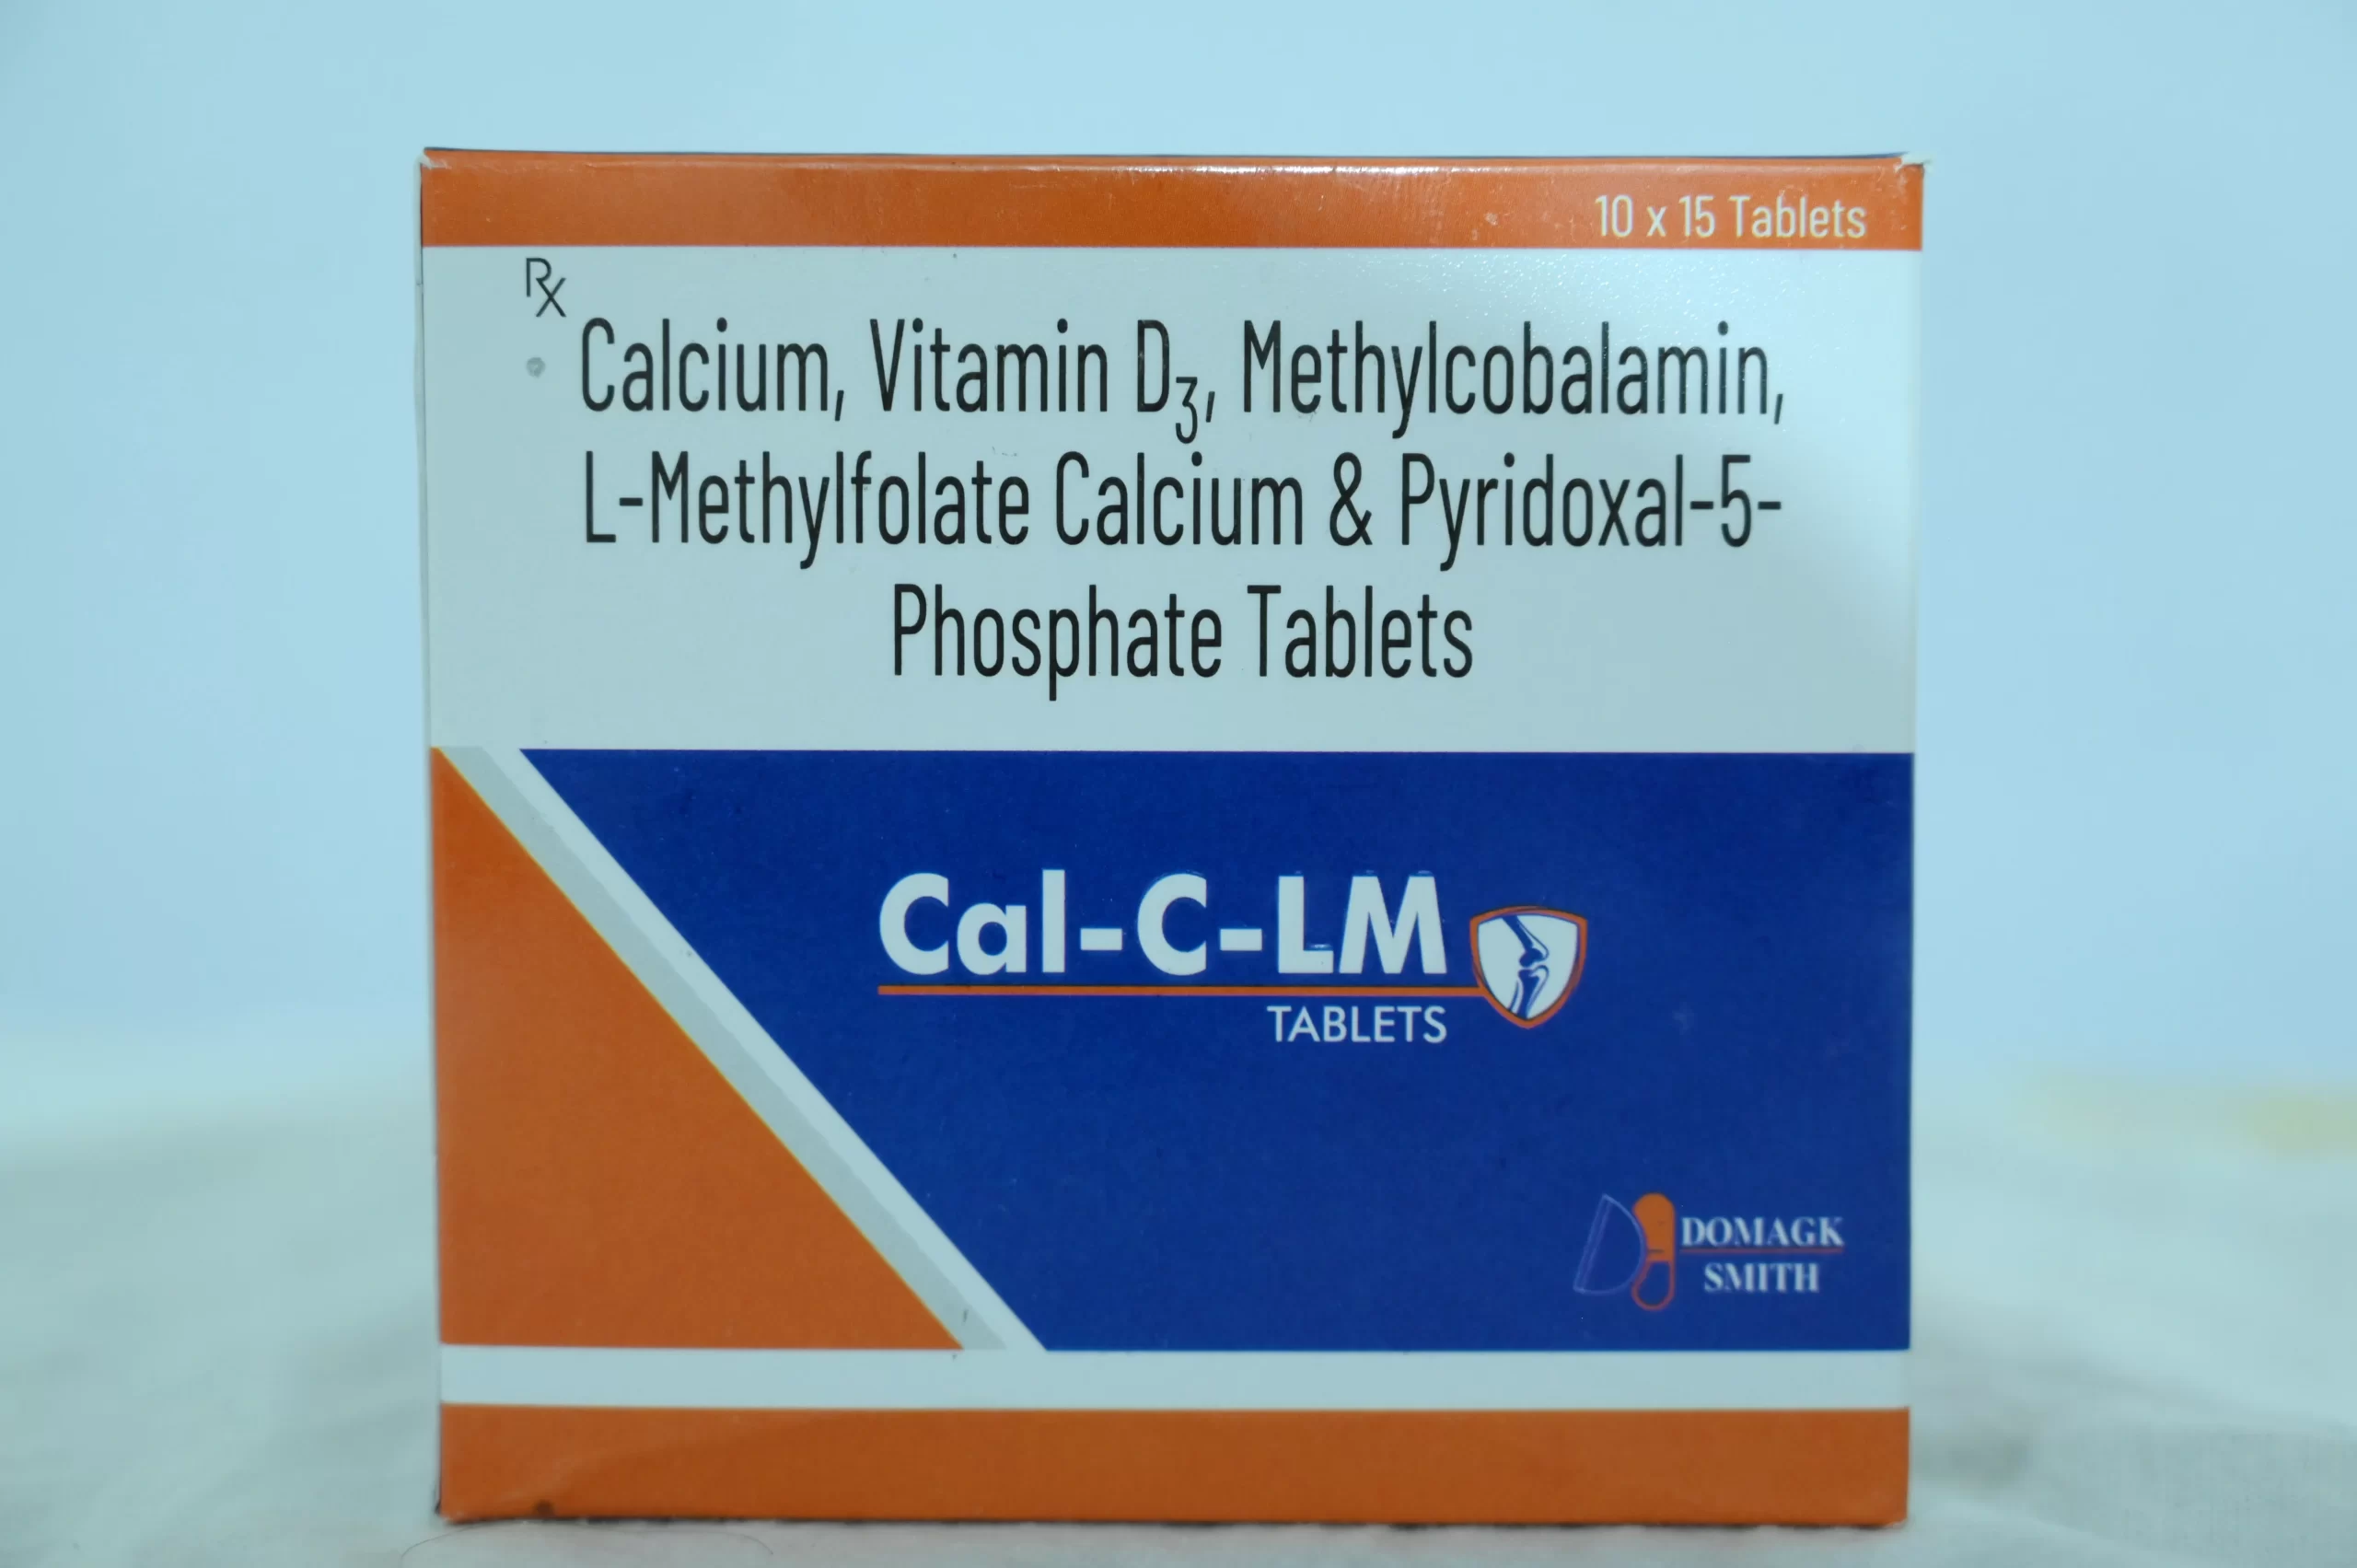 10 x 15 Tablets
Rx
Calcium, Vitamin D3, Methylcobalamin,
L-Methylfolate Calcium & Pyridoxal-5-
Phosphate Tablets
Cal-C-LM
TABLETS
DOMAGK
SMITH